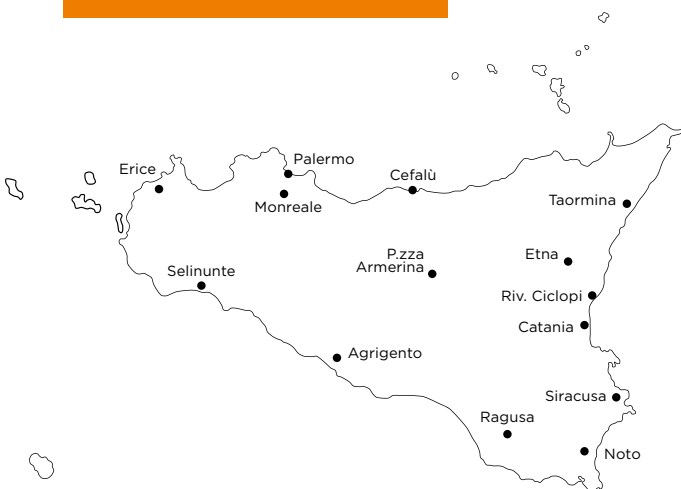 Palermo
Erice
Cefalù
Monreale
Taormina
P.zza
Armerina
Etna
Selinunte
Riv. Ciclopi
Catania
Agrigento
Siracusa
Ragusa
Noto